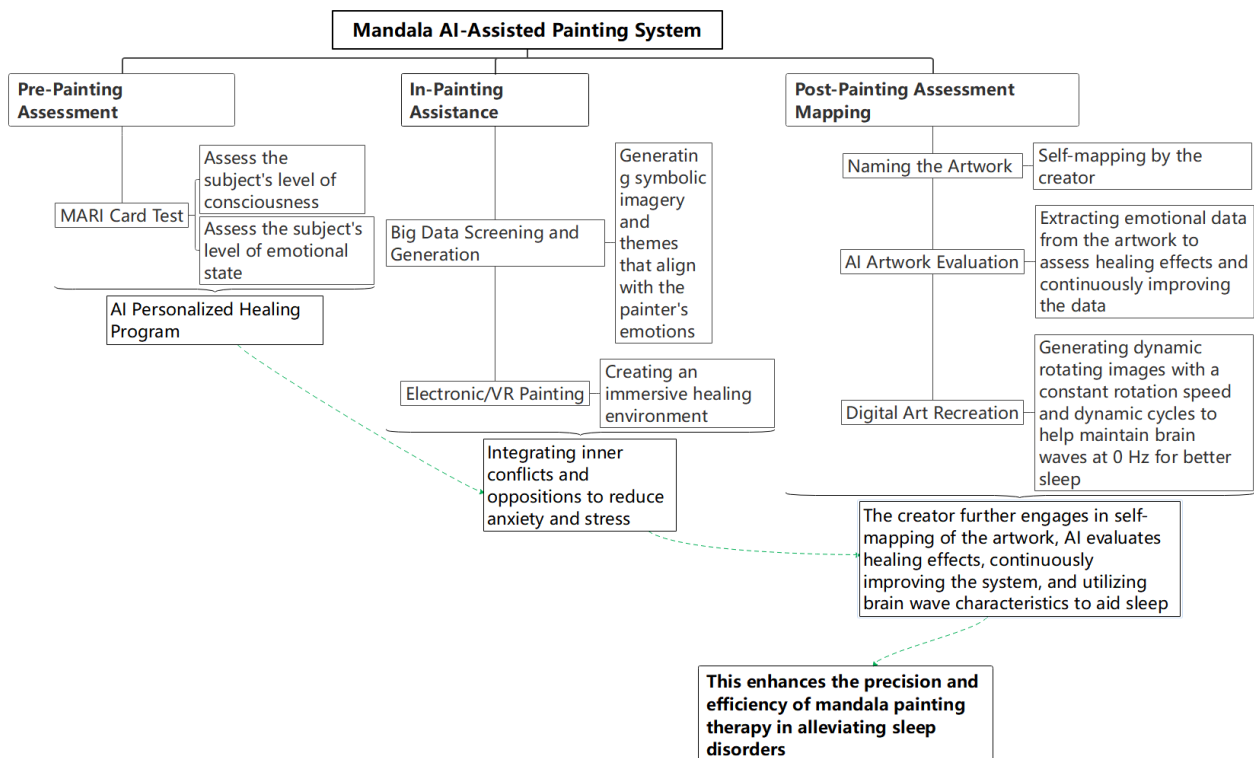 Mandala AI-Assisted Painting System
Pre-Painting
Assessment
MARI Card Test
Assess the
subject's level of
consciousness
Assess the subject's
level of emotional
state
AI Personalized Healing
Program
In-Painting
Assistance
Big Data Screening and
Generation
Generatin
g symbolic
imagery
and
themes
that align
with the
painter's
emotions
Electronic/VR Painting
Creating an
immersive healing
environment
Integrating inner
conflicts and
oppositions to reduce
anxiety and stress
Post-Painting Assessment
Mapping
Naming the Artwork
Self-mapping by the
creator
AI Artwork Evaluation
Extracting emotional data
from the artwork to
assess healing effects and
continuously improving
the data
Digital Art Recreation
Generating dynamic
rotating images with a
constant rotation speed
and dynamic cycles to
help maintain brain
waves at 0 Hz for better
sleep
The creator further engages in self-
mapping of the artwork, AI evaluates
healing effects, continuously
improving the system, and utilizing
brain wave characteristics to aid sleep
This enhances the precision and
efficiency of mandala painting
therapy in alleviating sleep
disorders